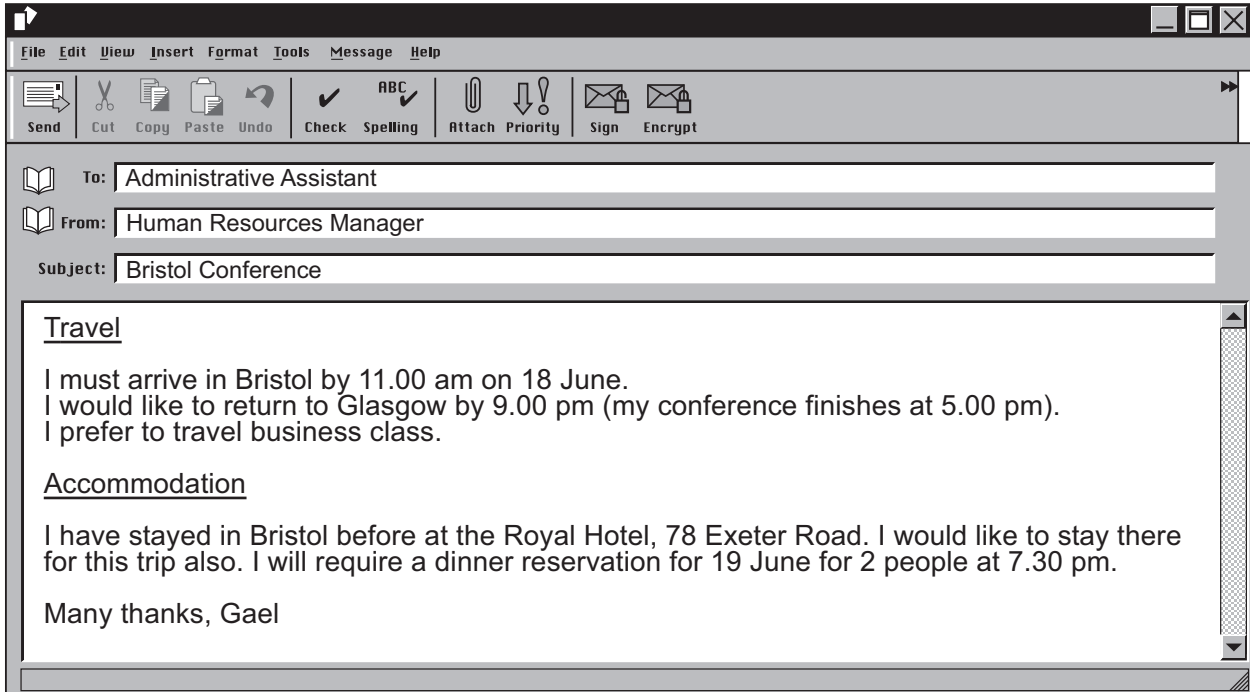 File Edit View Insert Format Tools Message Help
ABC
Send Cut Copy Paste Undo Check Spelling Attach Priority Sign Encrypt
To: Administrative Assistant
From: Human Resources Manager
Subject: Bristol Conference
Travel
I must arrive in Bristol by 11.00 am on 18 June.
I would like to return to Glasgow by 9.00 pm (my conference finishes at 5.00 pm).
I prefer to travel business class.
Accommodation
I have stayed in Bristol before at the Royal Hotel, 78 Exeter Road. I would like to stay there
for this trip also. I will require a dinner reservation for 19 June for 2 people at 7.30 pm.
Many thanks, Gael